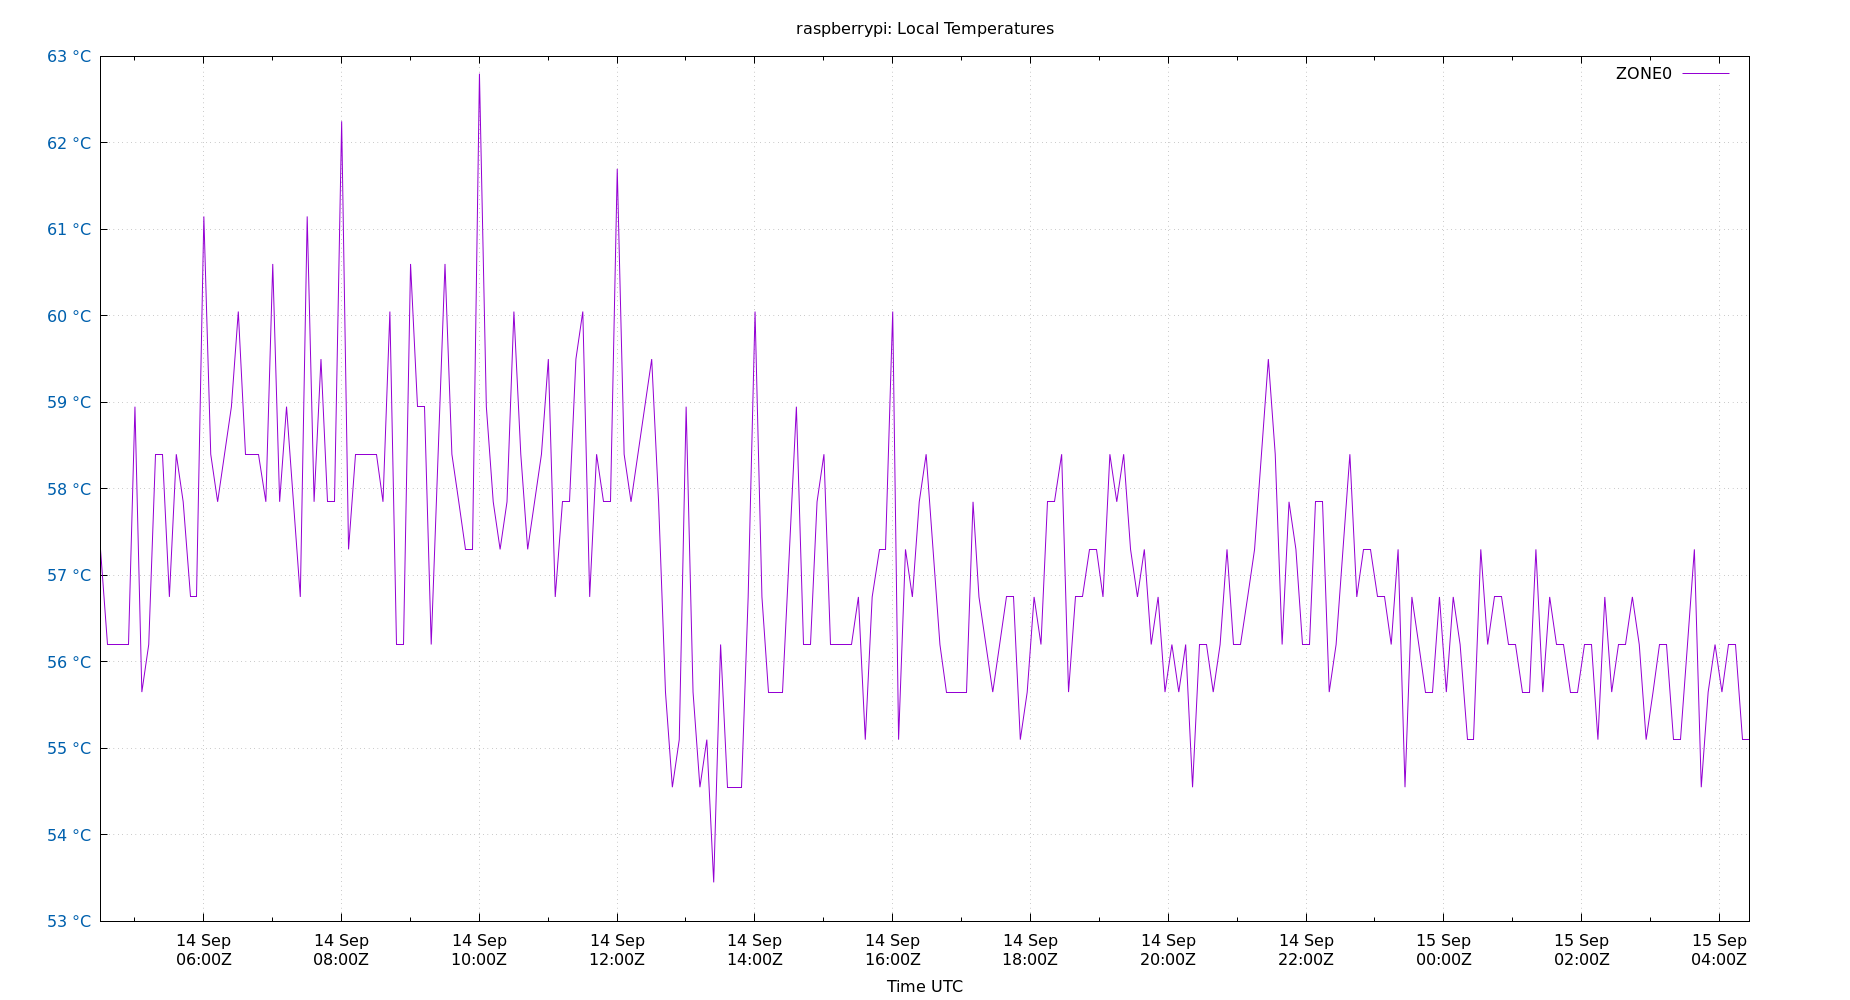 raspberrypi: Local Temperatures
63 °C
ZONE0
62 °C
61 °C
60 °C
59 °C
58 °C
57 °C
56 °C
55 °C
54 °C
53 °C
14 Sep 14 Sep 14 Sep 14 Sep 14 Sep 14 Sep 14 Sep 14 Sep 14 Sep 15 Sep 15 Sep 15 Sep
06:00Z 08:00Z 10:00Z 12:00Z 14:00Z 16:00Z 18:00Z 20:00Z 22:00Z 00:00Z 02:00Z 04:00Z
Time UTC